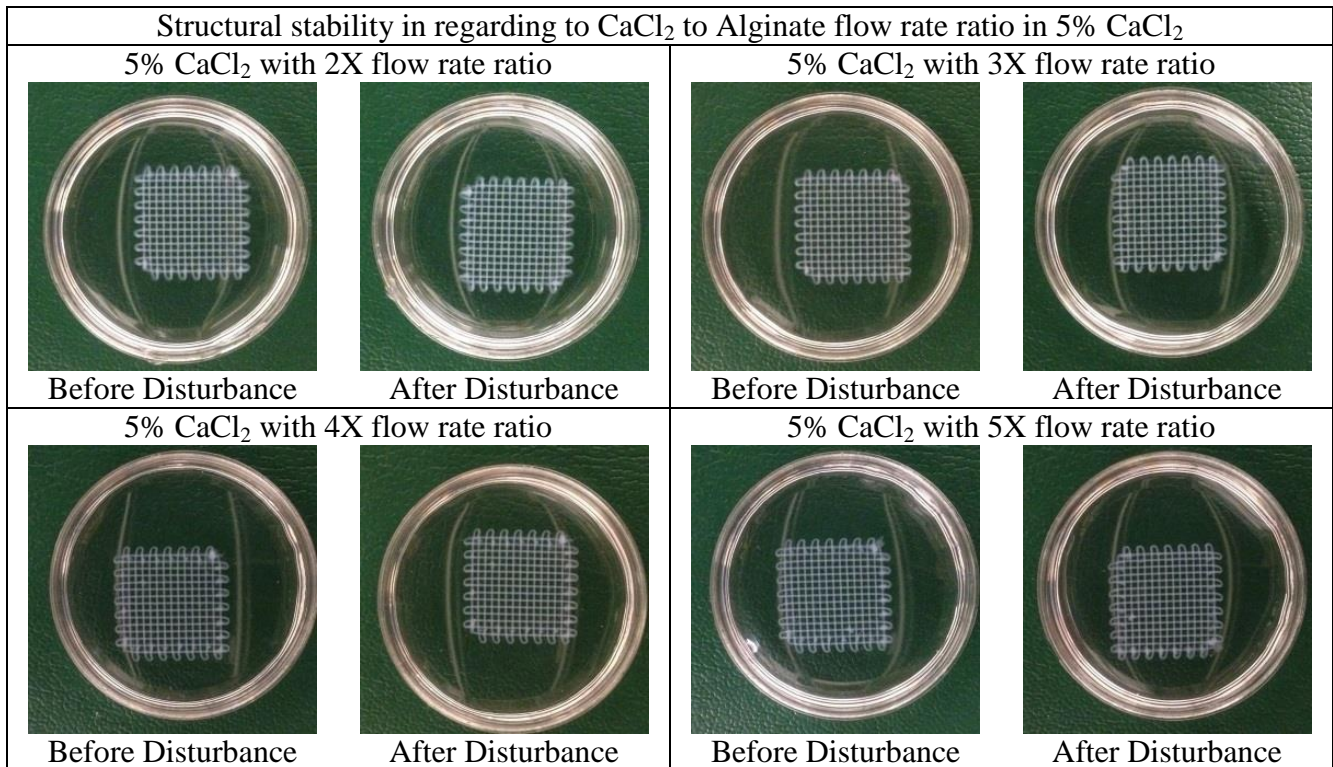 Structural stability in regarding to CaCl₂ to Alginate flow rate ratio in 5% CaCl₂
5% CaCl₂ with 2X flow rate ratio
5% CaCl₂ with 3X flow rate ratio
Before Disturbance
After Disturbance
Before Disturbance
After Disturbance
5% CaCl₂ with 4X flow rate ratio
5% CaCl₂ with 5X flow rate ratio
Before Disturbance
After Disturbance
Before Disturbance
After Disturbance